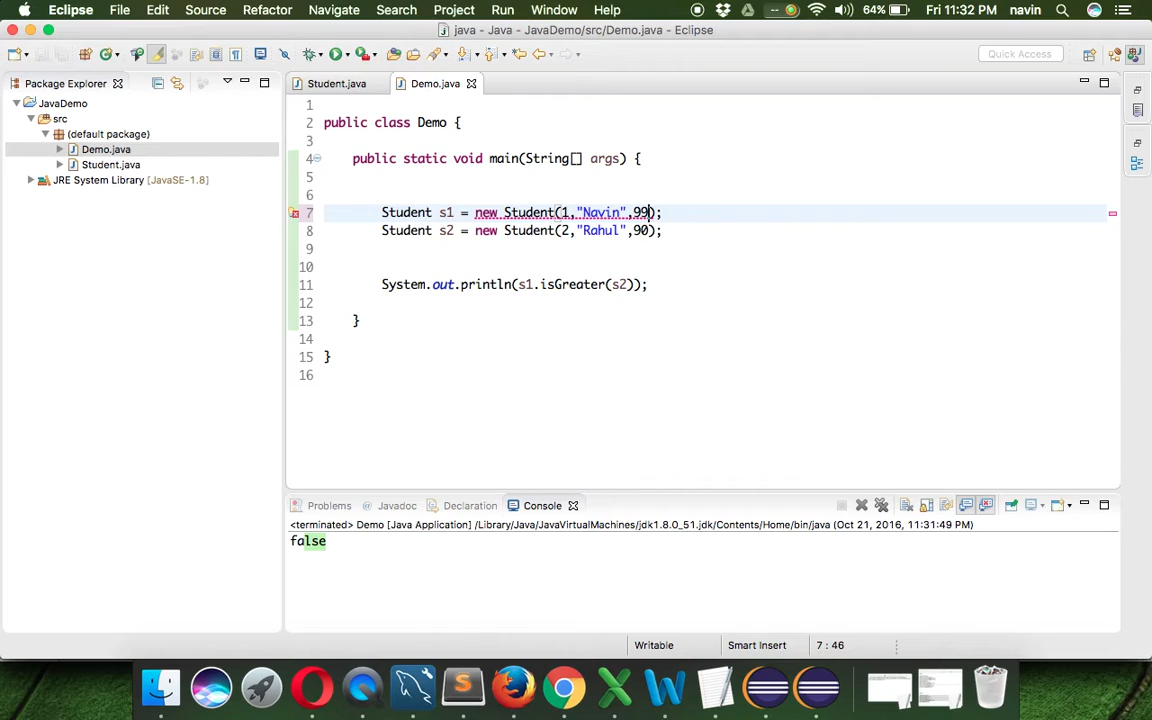 Eclipse File Edit Source Refactor Navigate Search Project Run Window Help 64% Fri 11:32 PM navin
java - Java - JavaDemo/src/Demo.java - Eclipse
Quick Access
Package Explorer
Student.java Demo.java
JavaDemo
src
(default package)
Demo.java
Student.java
JRE System Library [JavaSE-1.8]
1
2 public class Demo {
3
4 public static void main(String[] args) {
5
6
7 Student s1 = new Student(1,"Navin",99);
8 Student s2 = new Student(2,"Rahul",90);
9
10
11 System.out.println(s1.isGreater(s2));
12
13 }
14
15 }
16
Problems @ Javadoc Declaration Console
<terminated> Demo [Java Application] /Library/Java/JavaVirtualMachines/jdk1.8.0_51.jdk/Contents/Home/bin/java (Oct 21, 2016, 11:31:49 PM)
false
Writable Smart Insert 7 : 46